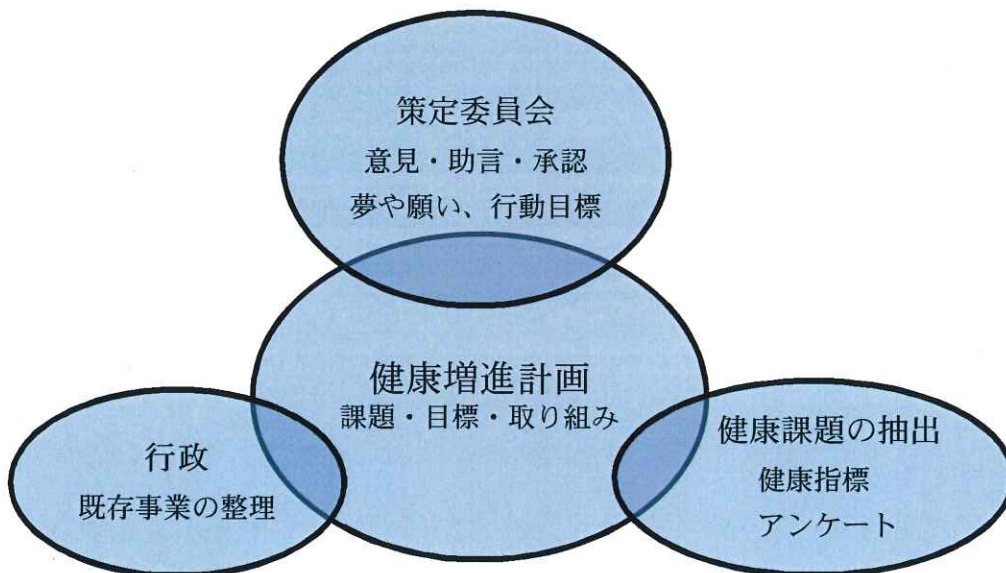 策定委員会
意見・助言・承認
夢や願い、行動目標
健康増進計画
課題・目標・取り組み
行政
既存事業の整理
健康課題の抽出
健康指標
アンケート